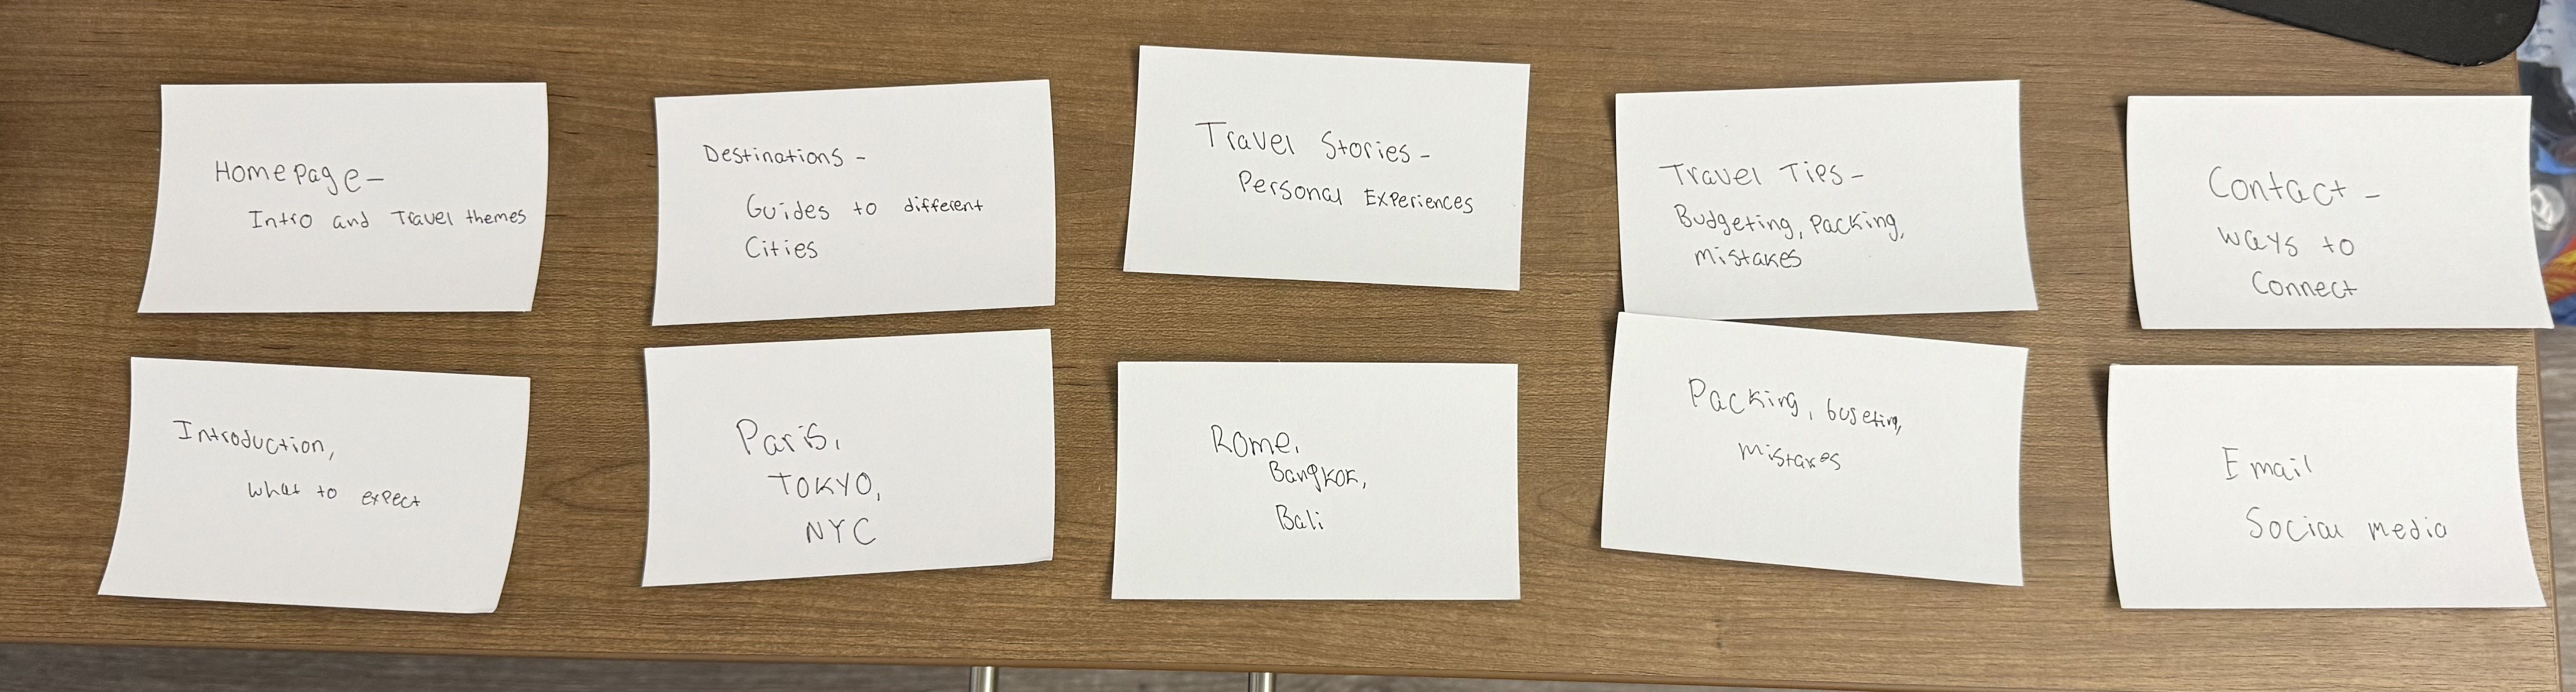 Homepage-
Intro and Travel themes
Destinations -
Guides to different
Cities
Travel Stories-
Personal Experiences
Travel Tips-
Budgeting, Packing,
mistakes
Contact -
ways to
Connect
Introduction,
what to expect
Paris,
TOKYO,
NYC
Rome,
Bangkok,
Bali
Packing, bugeting,
mistakes
Email
Social media